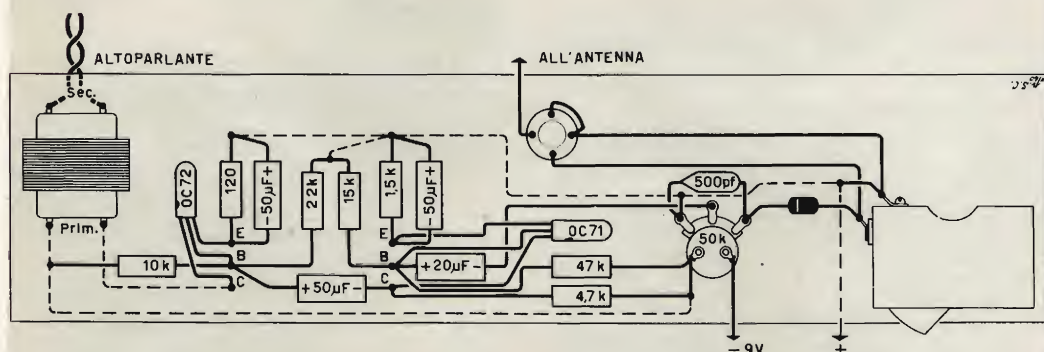 ALTOPARLANTE
ALL'ANTENNA
Sec.
OC72
120
-50µF+
22k
15k
1,5k
-50µF+
500pf
Prim.
E
E
OC71
50k
B
B
10k
+20µF-
47k
C
+50µF-
C
4,7k
-9V
+